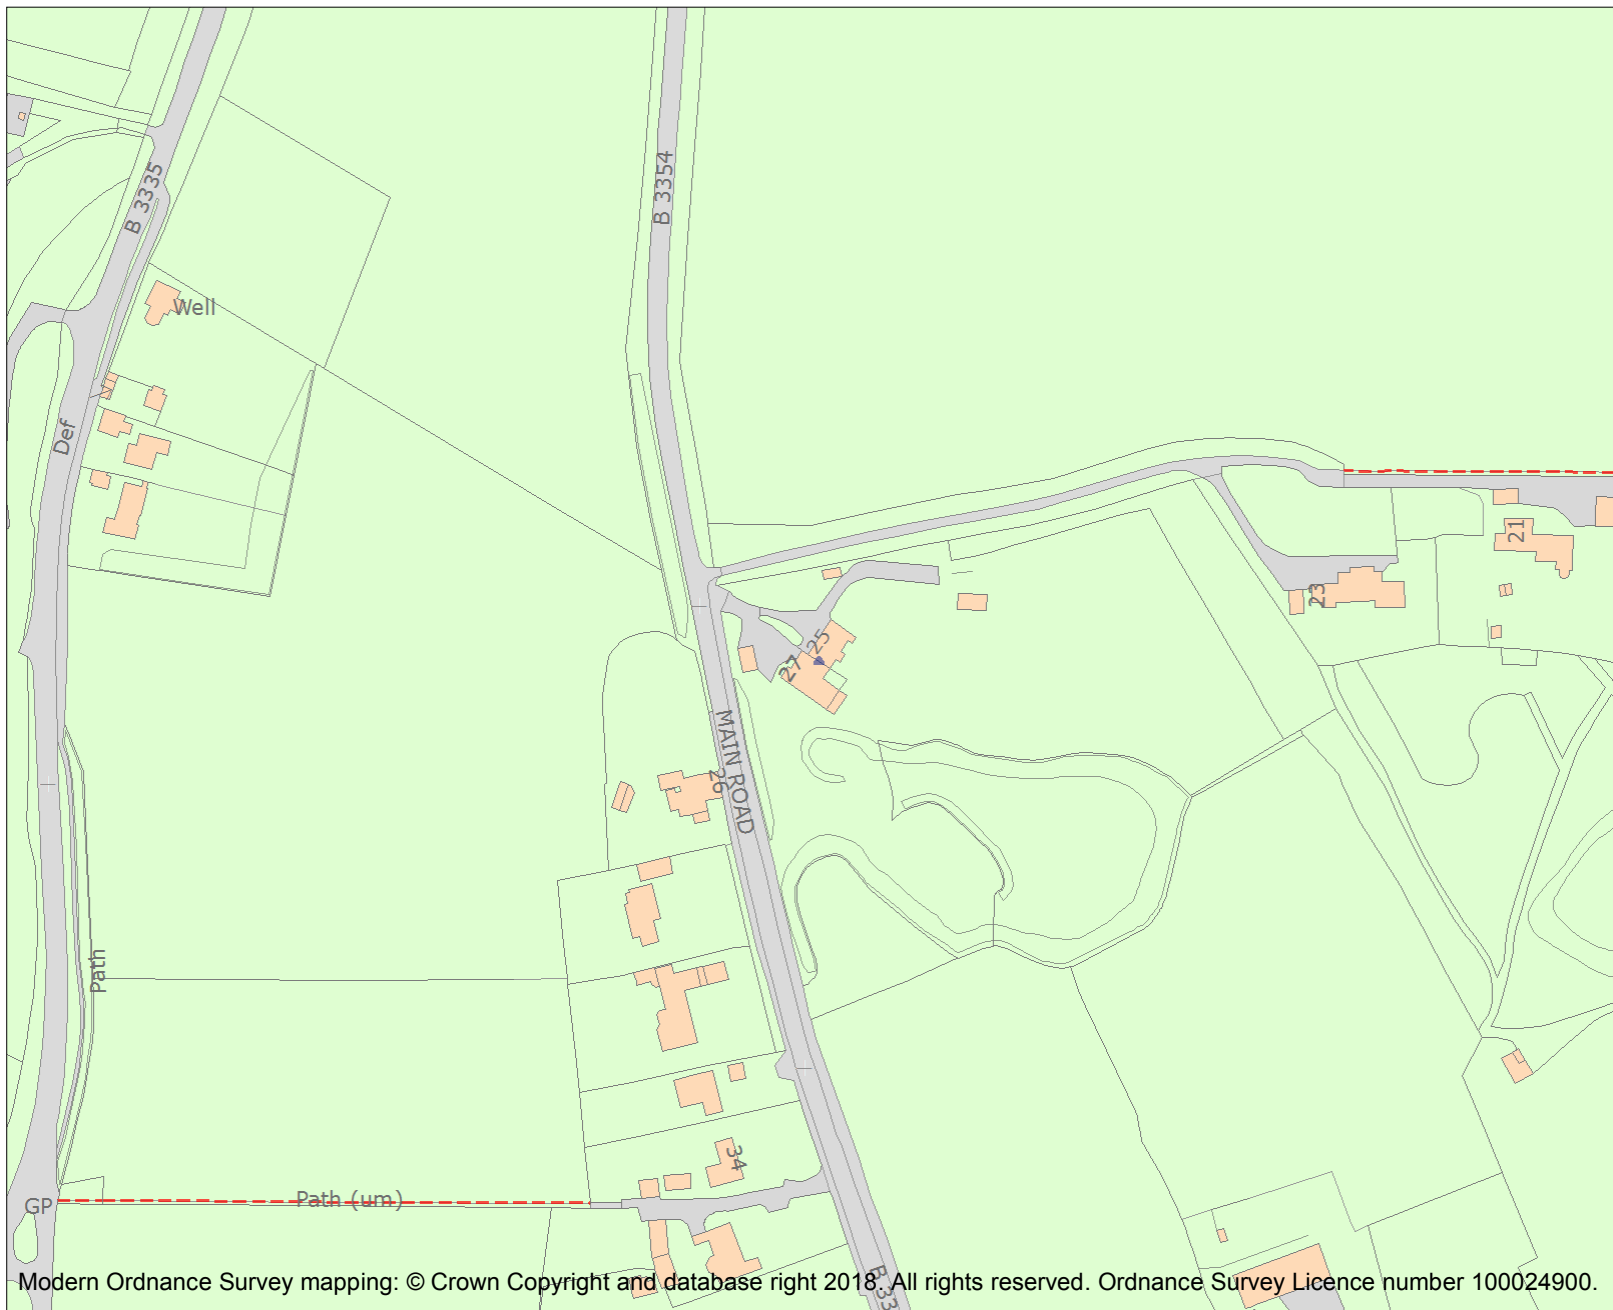 B 3335
B 3354
Well
Def
21
23
25
27
MAIN ROAD
26
Path
34
Path (um)
GP
B 33
Modern Ordnance Survey mapping: © Crown Copyright and database right 2018. All rights reserved. Ordnance Survey Licence number 100024900.